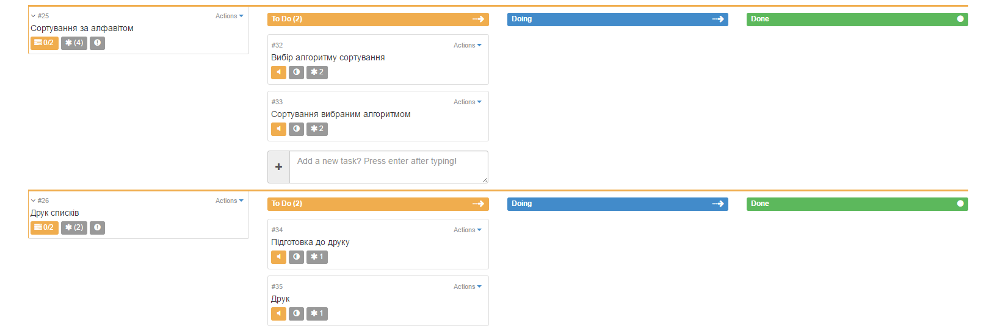 #25 Actions
Сортування за алфавітом
0/2 (4)
To Do (2)
#32 Actions
Вибір алгоритму сортування
2
#33 Actions
Сортування вибраним алгоритмом
2
Add a new task? Press enter after typing!
Doing
Done
#26 Actions
Друк списків
0/2 (2)
To Do (2)
#34 Actions
Підготовка до друку
1
#35 Actions
Друк
1
Doing
Done